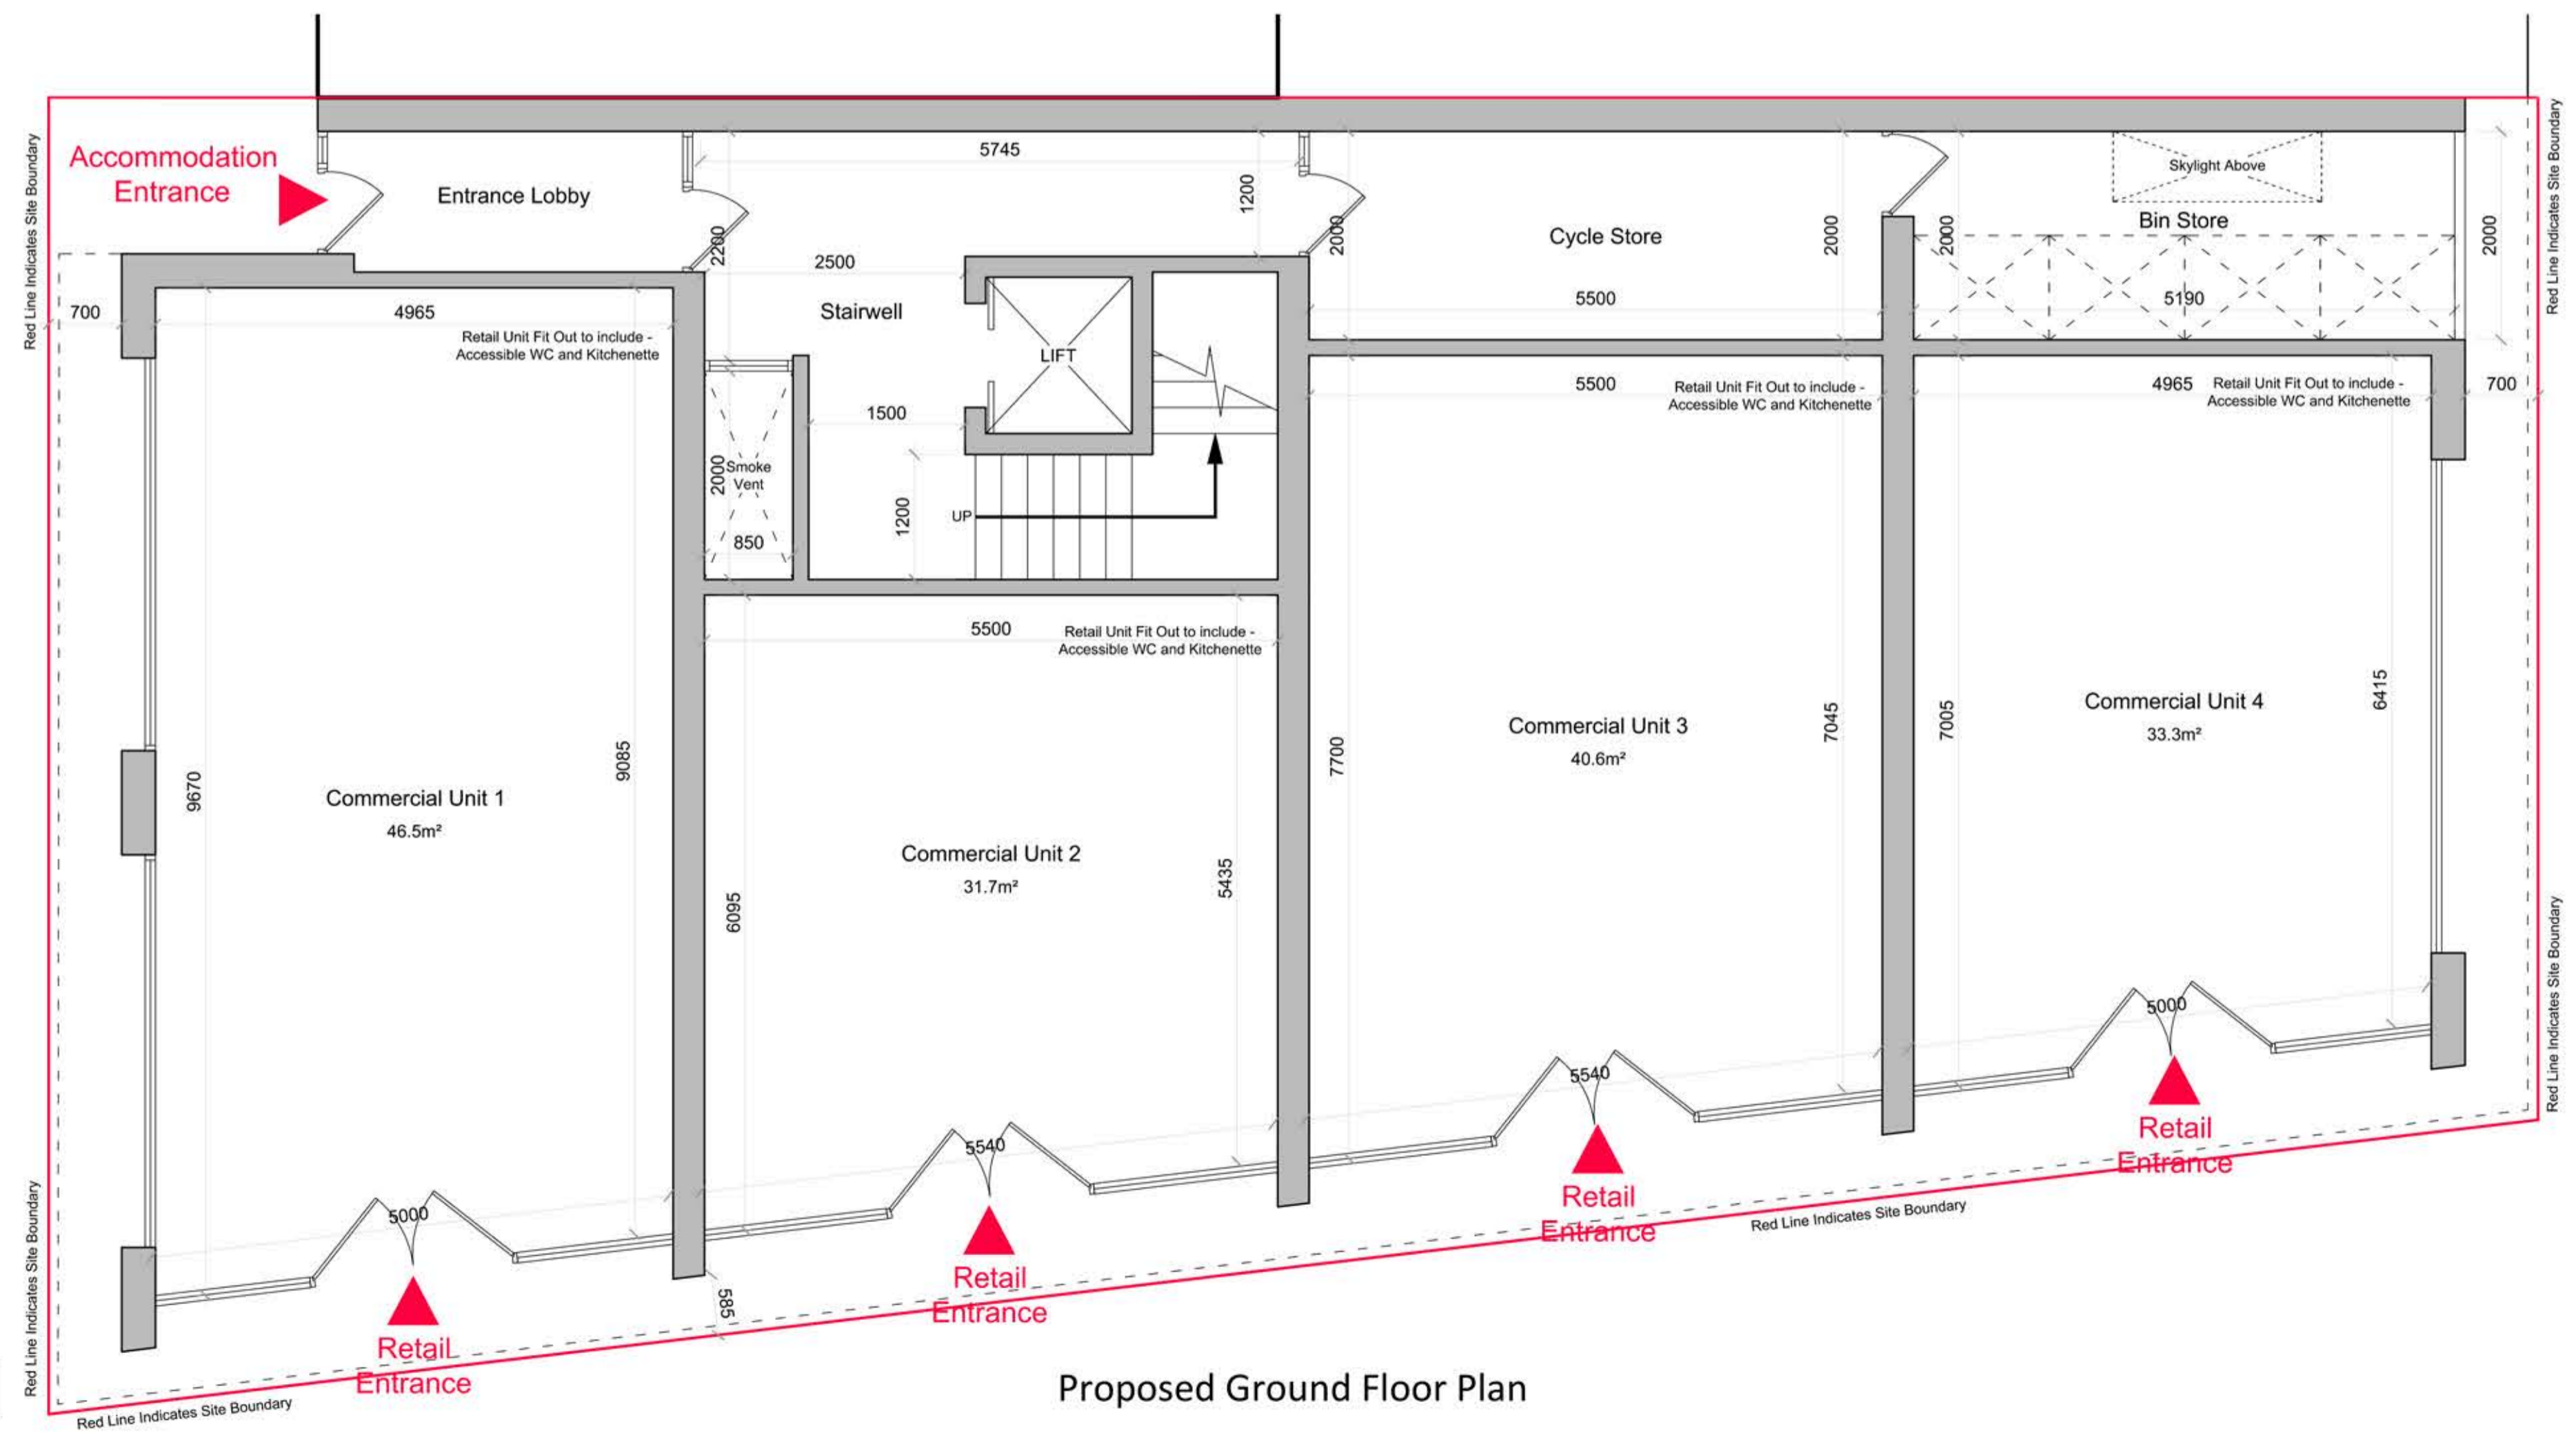 Red Line Indicates Site Boundary
Accommodation
Entrance
Entrance Lobby
5745
1200
2200
2500
Stairwell
LIFT
1500
1200
UP
2000
Smoke
Vent
850
2000
Cycle Store
2000
5500
2000
Skylight Above
Bin Store
5190
2000
Red Line Indicates Site Boundary
700
4965
Retail Unit Fit Out to include -
Accessible WC and Kitchenette
9670
9085
Commercial Unit 1
46.5m²
5000
Retail
Entrance
5500
Retail Unit Fit Out to include -
Accessible WC and Kitchenette
6095
5435
Commercial Unit 2
31.7m²
5540
Retail
Entrance
585
5500
Retail Unit Fit Out to include -
Accessible WC and Kitchenette
7700
7045
Commercial Unit 3
40.6m²
5540
Retail
Entrance
4965
Retail Unit Fit Out to include -
Accessible WC and Kitchenette
700
7005
6415
Commercial Unit 4
33.3m²
5000
Retail
Entrance
Red Line Indicates Site Boundary
Red Line Indicates Site Boundary
Red Line Indicates Site Boundary
Red Line Indicates Site Boundary
Proposed Ground Floor Plan